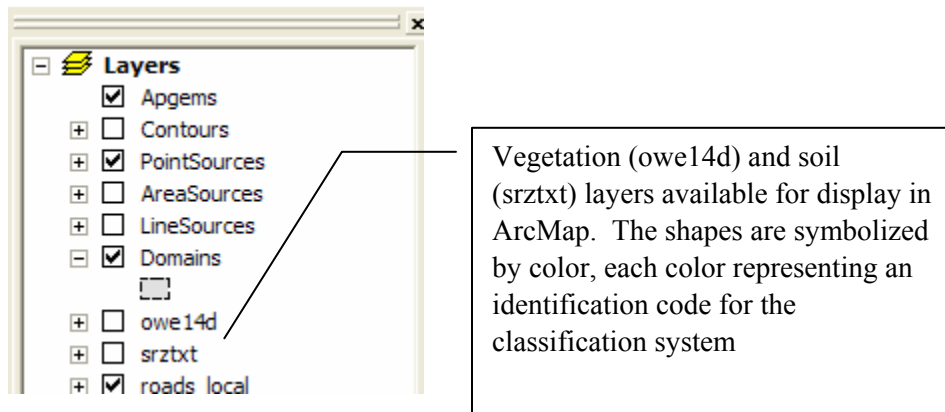 Layers
Apgems
Contours
PointSources
AreaSources
LineSources
Domains
owe14d
srztxt
roads_local
Vegetation (owe14d) and soil
(srztxt) layers available for display in
ArcMap.  The shapes are symbolized
by color, each color representing an
identification code for the
classification system